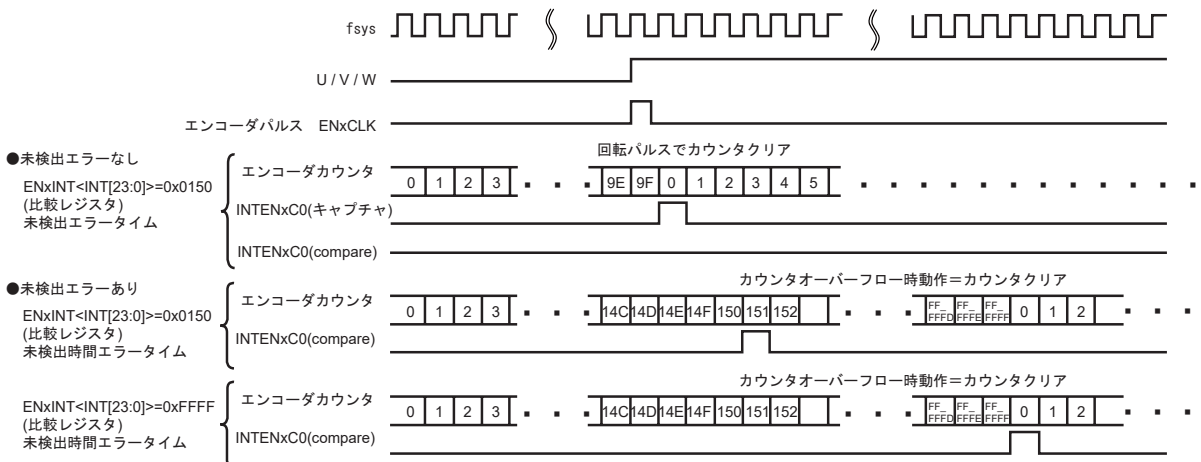 fsys
U / V / W
エンコーダパルス ENxCLK
●未検出エラーなし
ENxINT<INT[23:0]>=0x0150
(比較レジスタ)
未検出エラータイム
回転パルスでカウンタクリア
エンコーダカウンタ 0 1 2 3 ・ ・ ・ 9E 9F 0 1 2 3 4 5 ・ ・ ・ ・ ・ ・ ・ ・ ・ ・ ・ ・
INTENxC0(キャプチャ)
INTENxC0(compare)
●未検出エラーあり
ENxINT<INT[23:0]>=0x0150
(比較レジスタ)
未検出時間エラータイム
カウンタオーバーフロー時動作=カウンタクリア
エンコーダカウンタ 0 1 2 3 ・ ・ ・ 14C 14D 14E 14F 150 151 152 ・ ・ ・ FF_FFFD FF_FFFE FF_FFFF 0 1 2 ・ ・ ・
INTENxC0(compare)
ENxINT<INT[23:0]>=0xFFFF
(比較レジスタ)
未検出時間エラータイム
カウンタオーバーフロー時動作=カウンタクリア
エンコーダカウンタ 0 1 2 3 ・ ・ ・ 14C 14D 14E 14F 150 151 152 ・ ・ ・ FF_FFFD FF_FFFE FF_FFFF 0 1 2 ・ ・ ・
INTENxC0(compare)